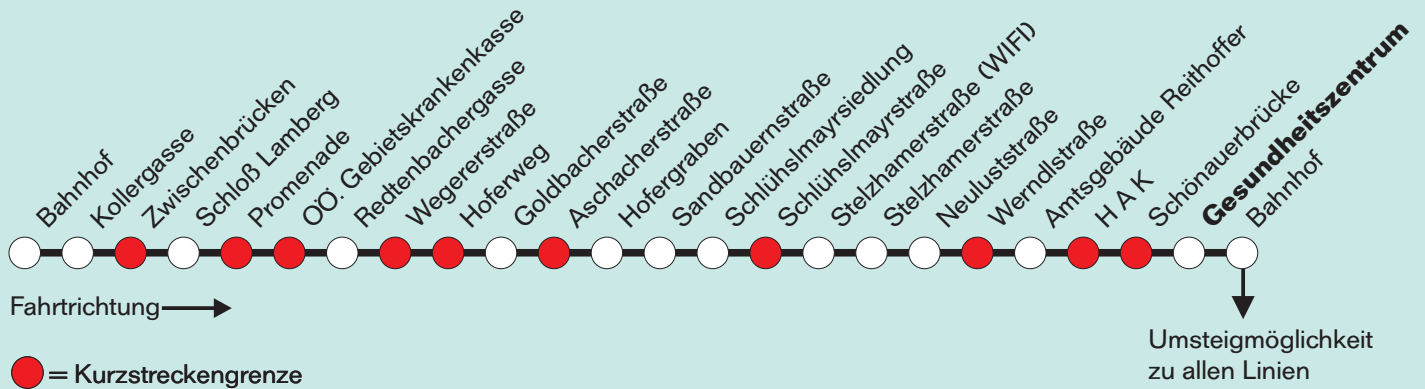 Bahnhof
Kollergasse
Zwischenbrücken
Schloß Lamberg
Promenade
OÖ. Gebietskrankenkasse
Redtenbachergasse
Wegererstraße
Hoferweg
Goldbacherstraße
Aschacherstraße
Hofergraben
Sandbauernstraße
Schlühslmayrsiedlung
Schlühslmayrstraße
Stelzhamerstraße (WIFI)
Stelzhamerstraße
Neuluststraße
Werndlstraße
Amtsgebäude Reithoffer
H A K
Schönauerbrücke
Gesundheitszentrum
Bahnhof
Fahrtrichtung
Umsteigmöglichkeit
zu allen Linien
= Kurzstreckengrenze